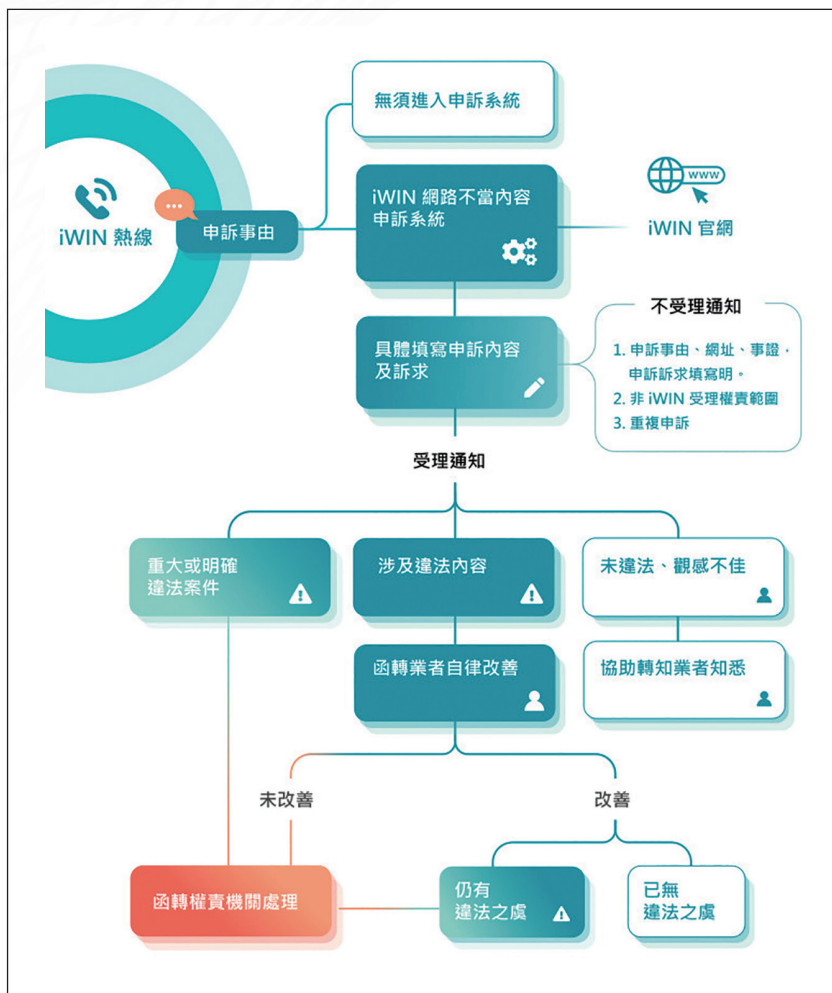 無須進入申訴系統
iWIN 熱線
申訴事由
iWIN 網路不當內容
申訴系統
www
iWIN 官網
具體填寫申訴內容
及訴求
不受理通知
1. 申訴事由、網址、事證，
申訴訴求填寫明。
2. 非 iWIN 受理權責範圍
3. 重複申訴
受理通知
重大或明確
違法案件
涉及違法內容
未違法、觀感不佳
函轉業者自律改善
協助轉知業者知悉
未改善
改善
函轉權責機關處理
仍有
違法之虞
已無
違法之虞